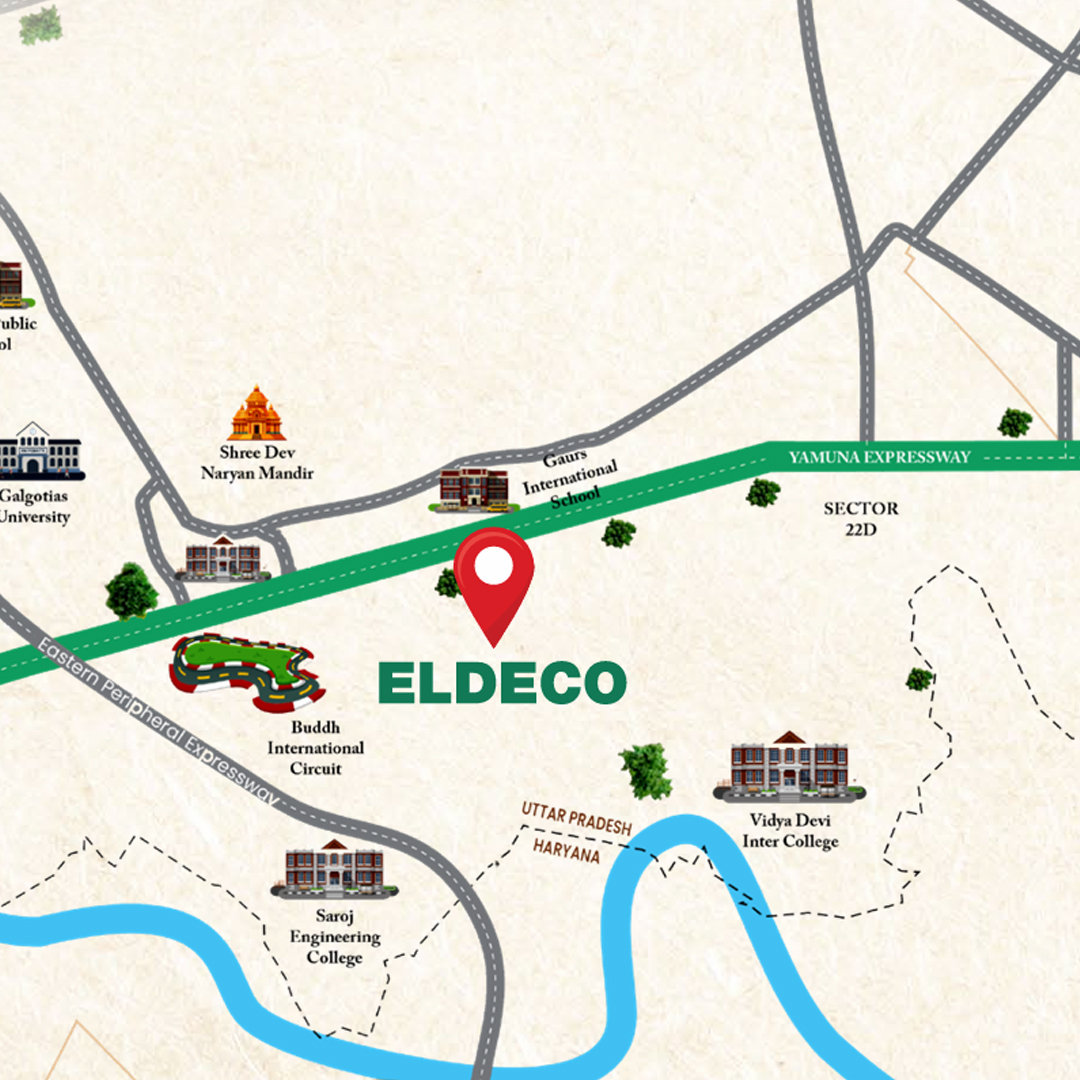 ublic
ol
Galgotias
University
UNIVERSITY
Shree Dev
Naryan Mandir
Gaurs
International
School
YAMUNA EXPRESSWAY
SECTOR
22D
Eastern Peripheral Expressway
ELDECO
Buddh
International
Circuit
UTTAR PRADESH
HARYANA
Vidya Devi
Inter College
Saroj
Engineering
College